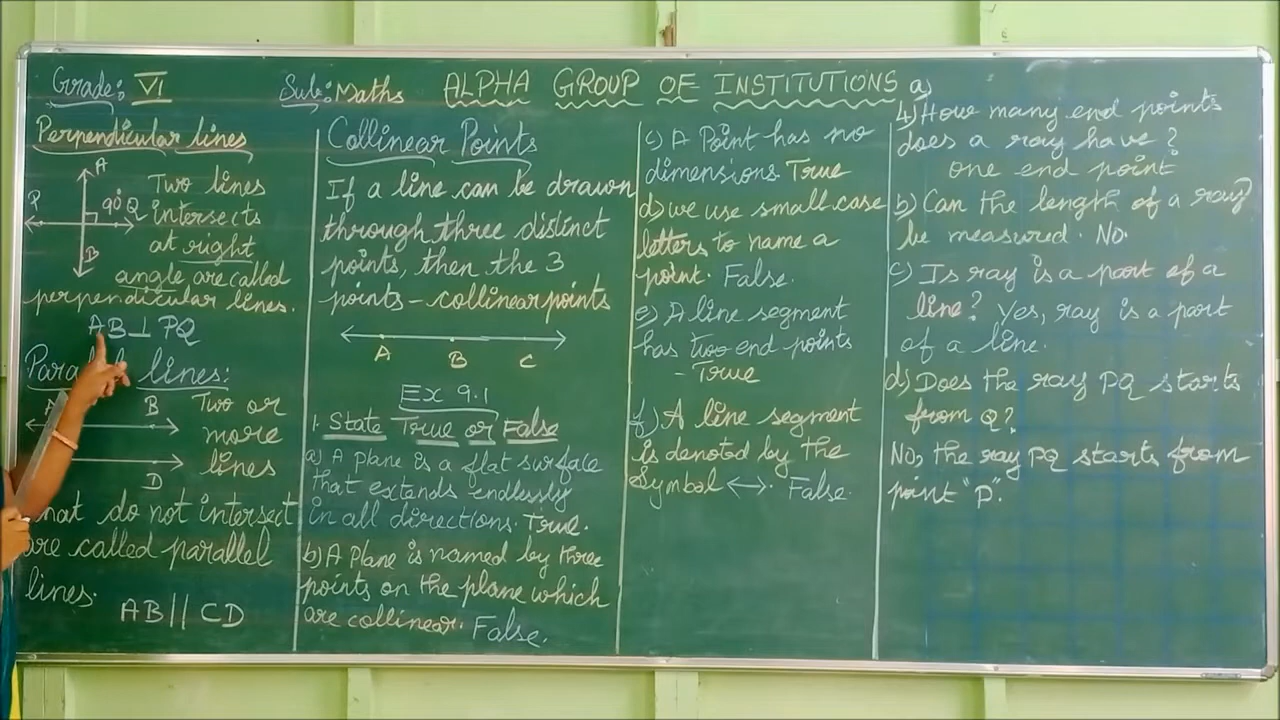 Grade: VI
Sub: Maths
ALPHA GROUP OF INSTITUTIONS
Perpendicular lines
A
P
90° Q
B
Two lines
intersects
at right
angle are called
perpendicular lines.
AB ⊥ PQ
lines:
A
B
D
Two or
more
lines
that do not intersect
are called parallel
lines.
AB // CD
Collinear Points
If a line can be drawn
through three distinct
points, then the 3
points - collinear points
A B C
Ex 9.1
1. State True or False
a) A plane is a flat surface
that extends endlessly
in all directions. True.
b) A Plane is named by three
points on the plane which
are collinear. False.
c) A Point has no
dimensions. True
d) we use small case
letters to name a
point. False.
e) A line segment
has two end points
- True
f) A line segment
is denoted by the
Symbol ↔. False.
a)
4) How many end points
does a ray have?
one end point
b) Can the length of a ray
be measured. No.
c) Is ray is a part of a
line? Yes, ray is a part
of a line.
d) Does the ray PQ starts
from Q?
No, the ray PQ starts from
point "P".